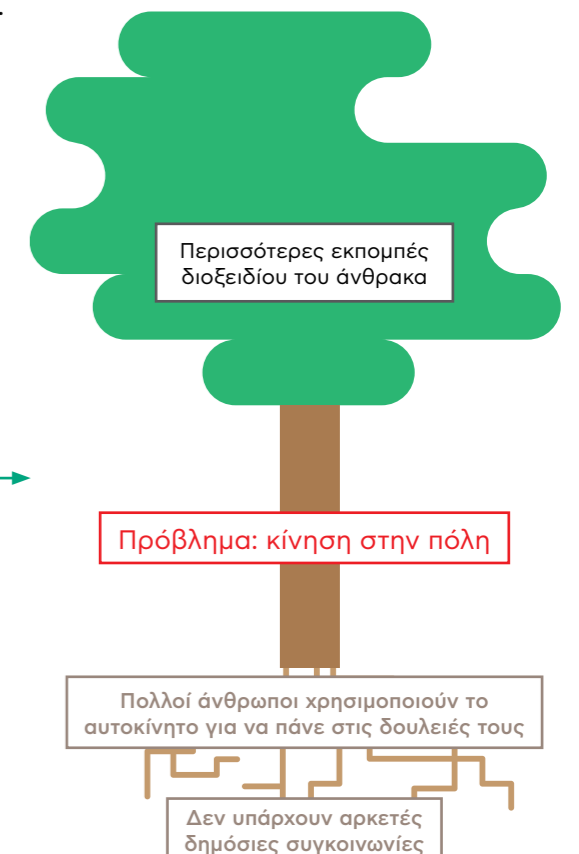 Περισσότερες εκπομπές
διοξειδίου του άνθρακα
Πρόβλημα: κίνηση στην πόλη
Πολλοί άνθρωποι χρησιμοποιούν το
αυτοκίνητο για να πάνε στις δουλειές τους
Δεν υπάρχουν αρκετές
δημόσιες συγκοινωνίες